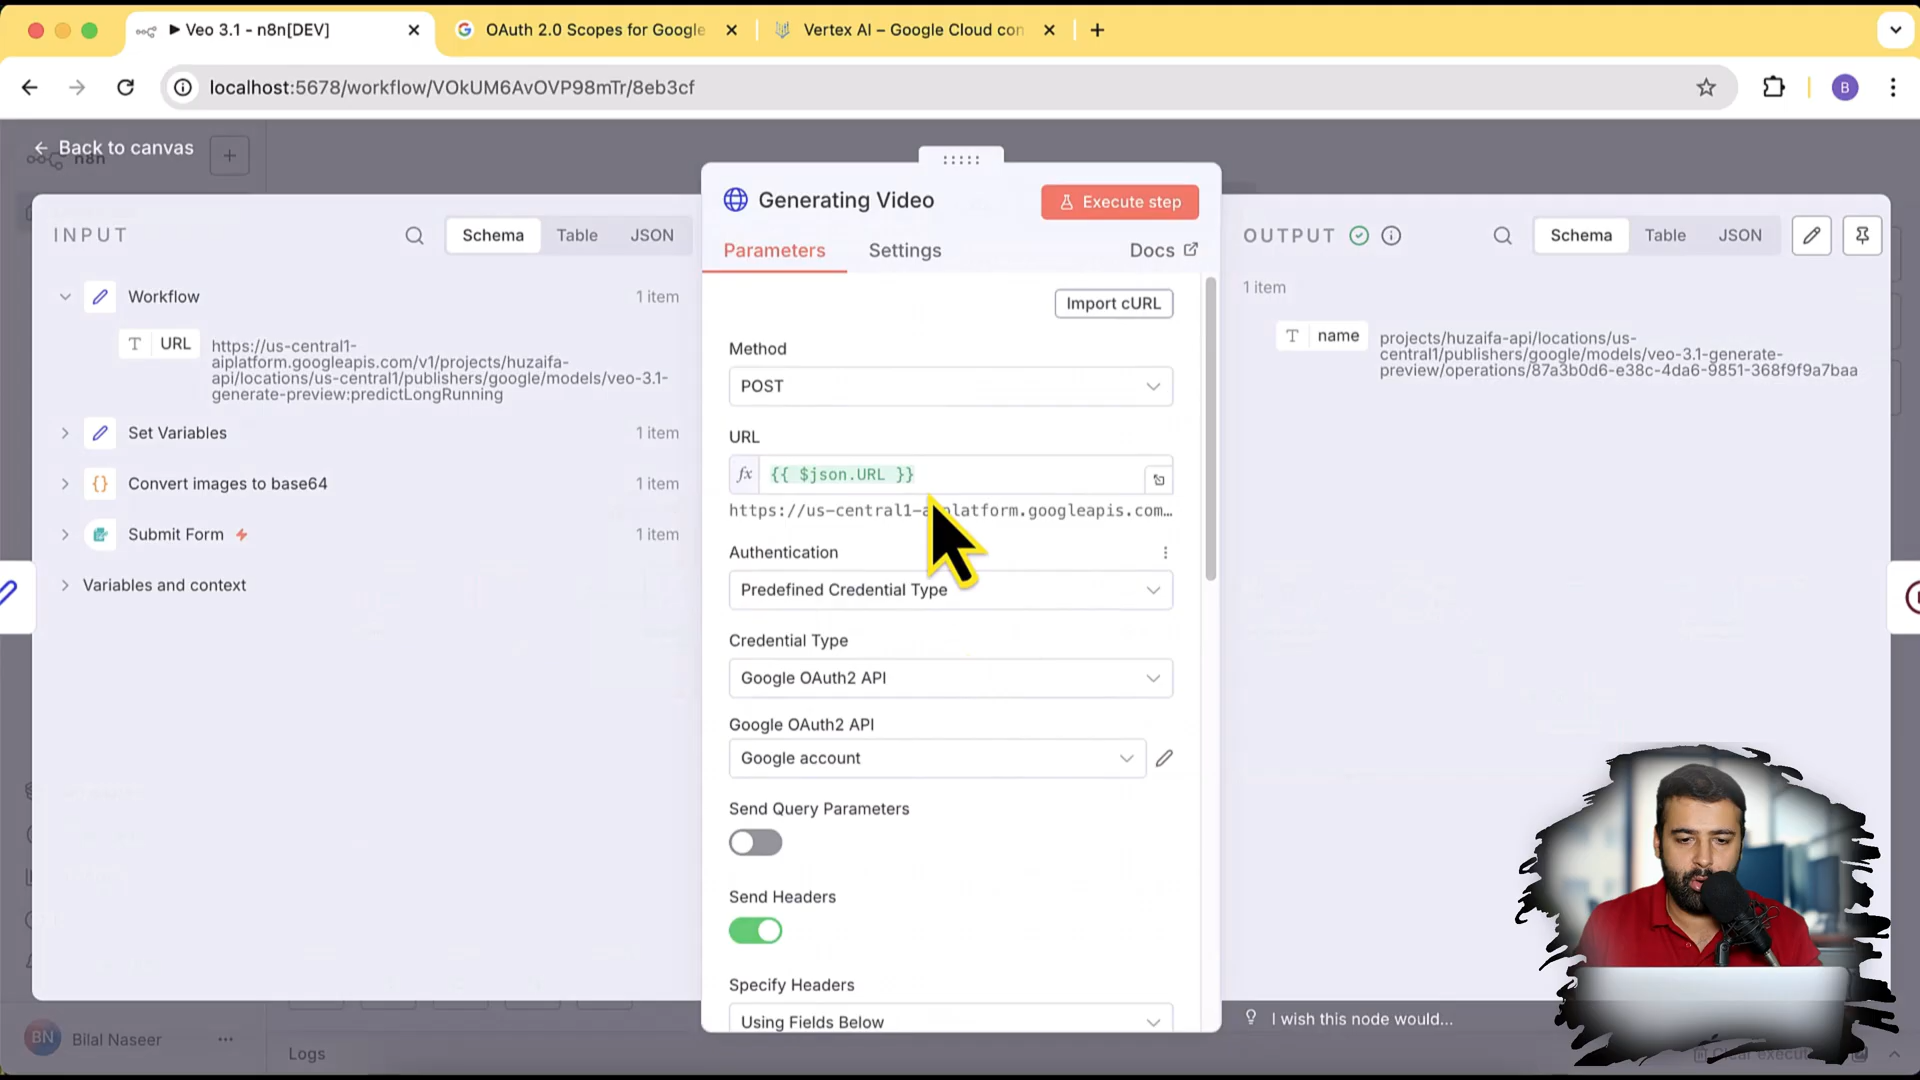 Veo 3.1 - n8n[DEV]
OAuth 2.0 Scopes for Google
Vertex AI – Google Cloud con
localhost:5678/workflow/VOkUM6AvOVP98mTr/8eb3cf
B
Back to canvas
n8n
INPUT
Schema
Table
JSON
Workflow
1 item
T URL
https://us-central1-
aiplatform.googleapis.com/v1/projects/huzaifa-
api/locations/us-central1/publishers/google/models/veo-3.1-
generate-preview:predictLongRunning
Set Variables
1 item
Convert images to base64
1 item
Submit Form
1 item
Variables and context
Generating Video
Execute step
Parameters
Settings
Docs
Import cURL
Method
POST
URL
fx {{ $json.URL }}
https://us-central1-a platform.googleapis.com…
Authentication
Predefined Credential Type
Credential Type
Google OAuth2 API
Google OAuth2 API
Google account
Send Query Parameters
Send Headers
Specify Headers
Using Fields Below
OUTPUT
Schema
Table
JSON
1 item
T name
projects/huzaifa-api/locations/us-
central1/publishers/google/models/veo-3.1-generate-
preview/operations/87a3b0d6-e38c-4da6-9851-368f9f9a7baa
I wish this node would...
BN
Bilal Naseer
Logs
Clear execut